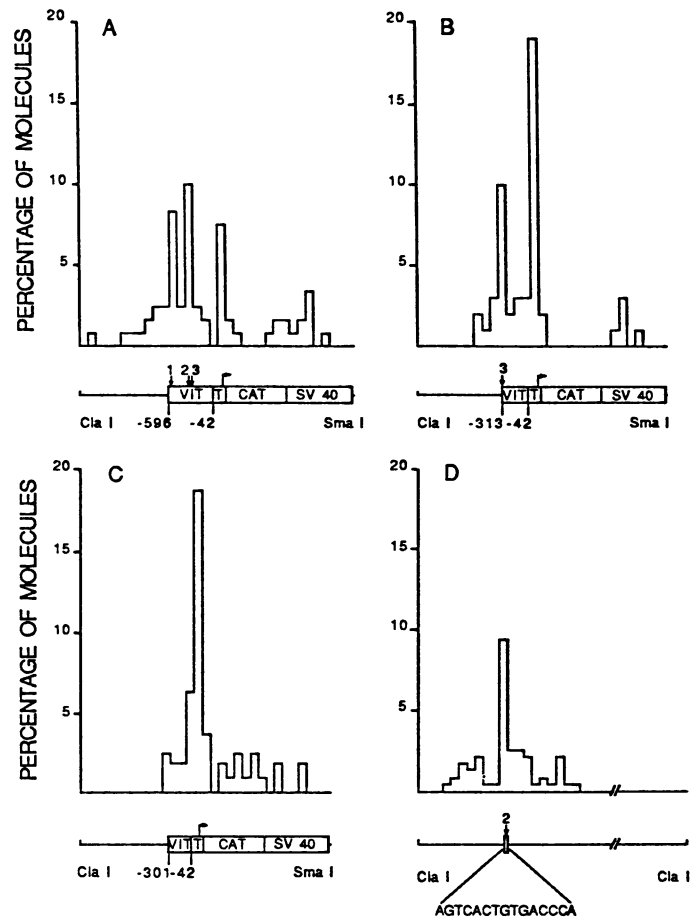 A
B
PERCENTAGE OF MOLECULES
20
15
10
5
20
15
10
5
1 2,3
VIT T CAT SV 40
Cla I -596 -42 Sma I
3
VIT T CAT SV 40
Cla I -313-42 Sma I
C
D
PERCENTAGE OF MOLECULES
20
15
10
5
20
15
10
5
VIT T CAT SV 40
Cla I -301-42 Sma I
2
Cla I Cla I
AGTCACTGTGACCCA